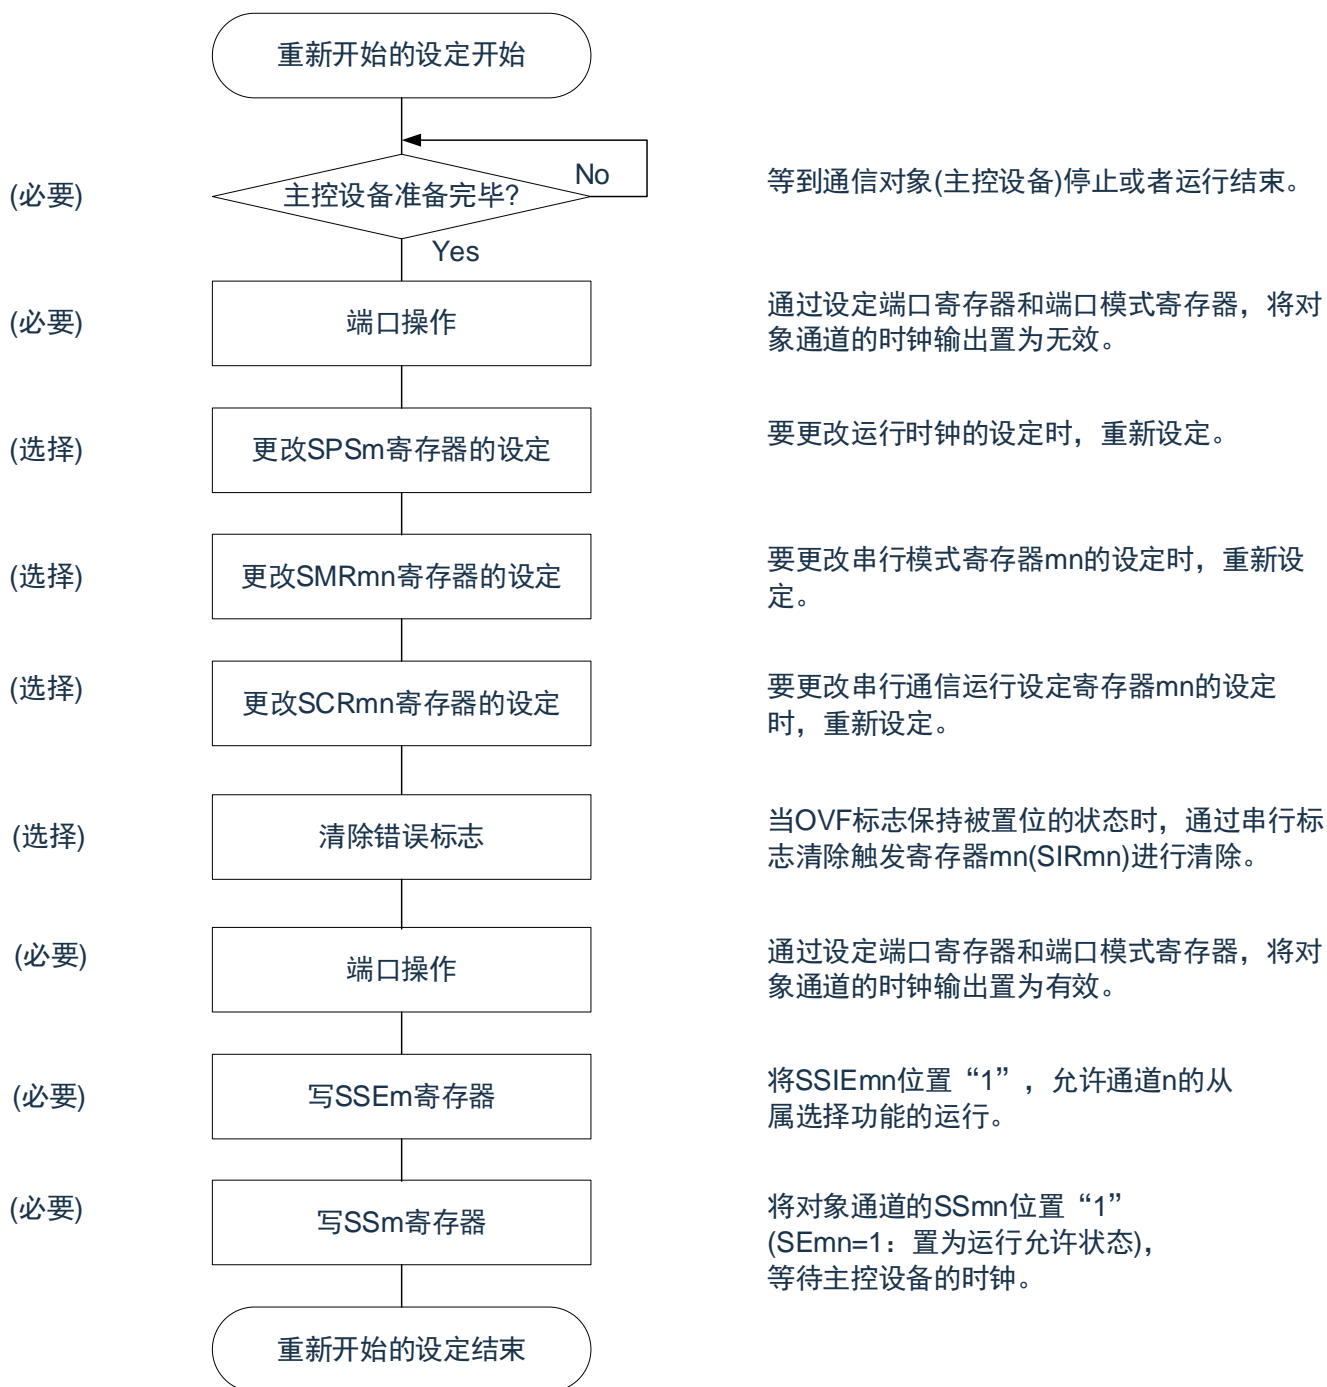 重新开始的设定开始
No
(必要)
主控设备准备完毕?
等到通信对象(主控设备)停止或者运行结束。
Yes
(必要)
端口操作
通过设定端口寄存器和端口模式寄存器，将对
象通道的时钟输出置为无效。
(选择)
更改SPSm寄存器的设定
要更改运行时钟的设定时，重新设定。
(选择)
更改SMRmn寄存器的设定
要更改串行模式寄存器mn的设定时，重新设
定。
(选择)
更改SCRmn寄存器的设定
要更改串行通信运行设定寄存器mn的设定
时，重新设定。
(选择)
清除错误标志
当OVF标志保持被置位的状态时，通过串行标
志清除触发寄存器mn(SIRmn)进行清除。
(必要)
端口操作
通过设定端口寄存器和端口模式寄存器，将对
象通道的时钟输出置为有效。
(必要)
写SSEm寄存器
将SSIEmn位置“1”，允许通道n的从
属选择功能的运行。
(必要)
写SSm寄存器
将对象通道的SSmn位置“1”
(SEmn=1：置为运行允许状态)，
等待主控设备的时钟。
重新开始的设定结束